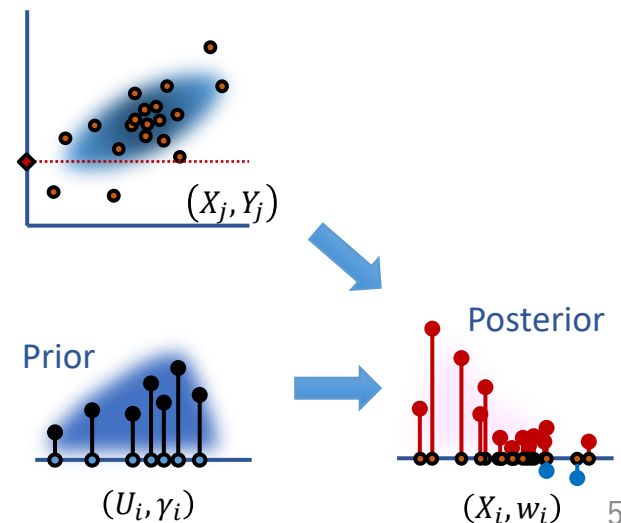 (X_j, Y_j)
Prior
Posterior
(U_i, γ_i)
(X_i, w_i)
5